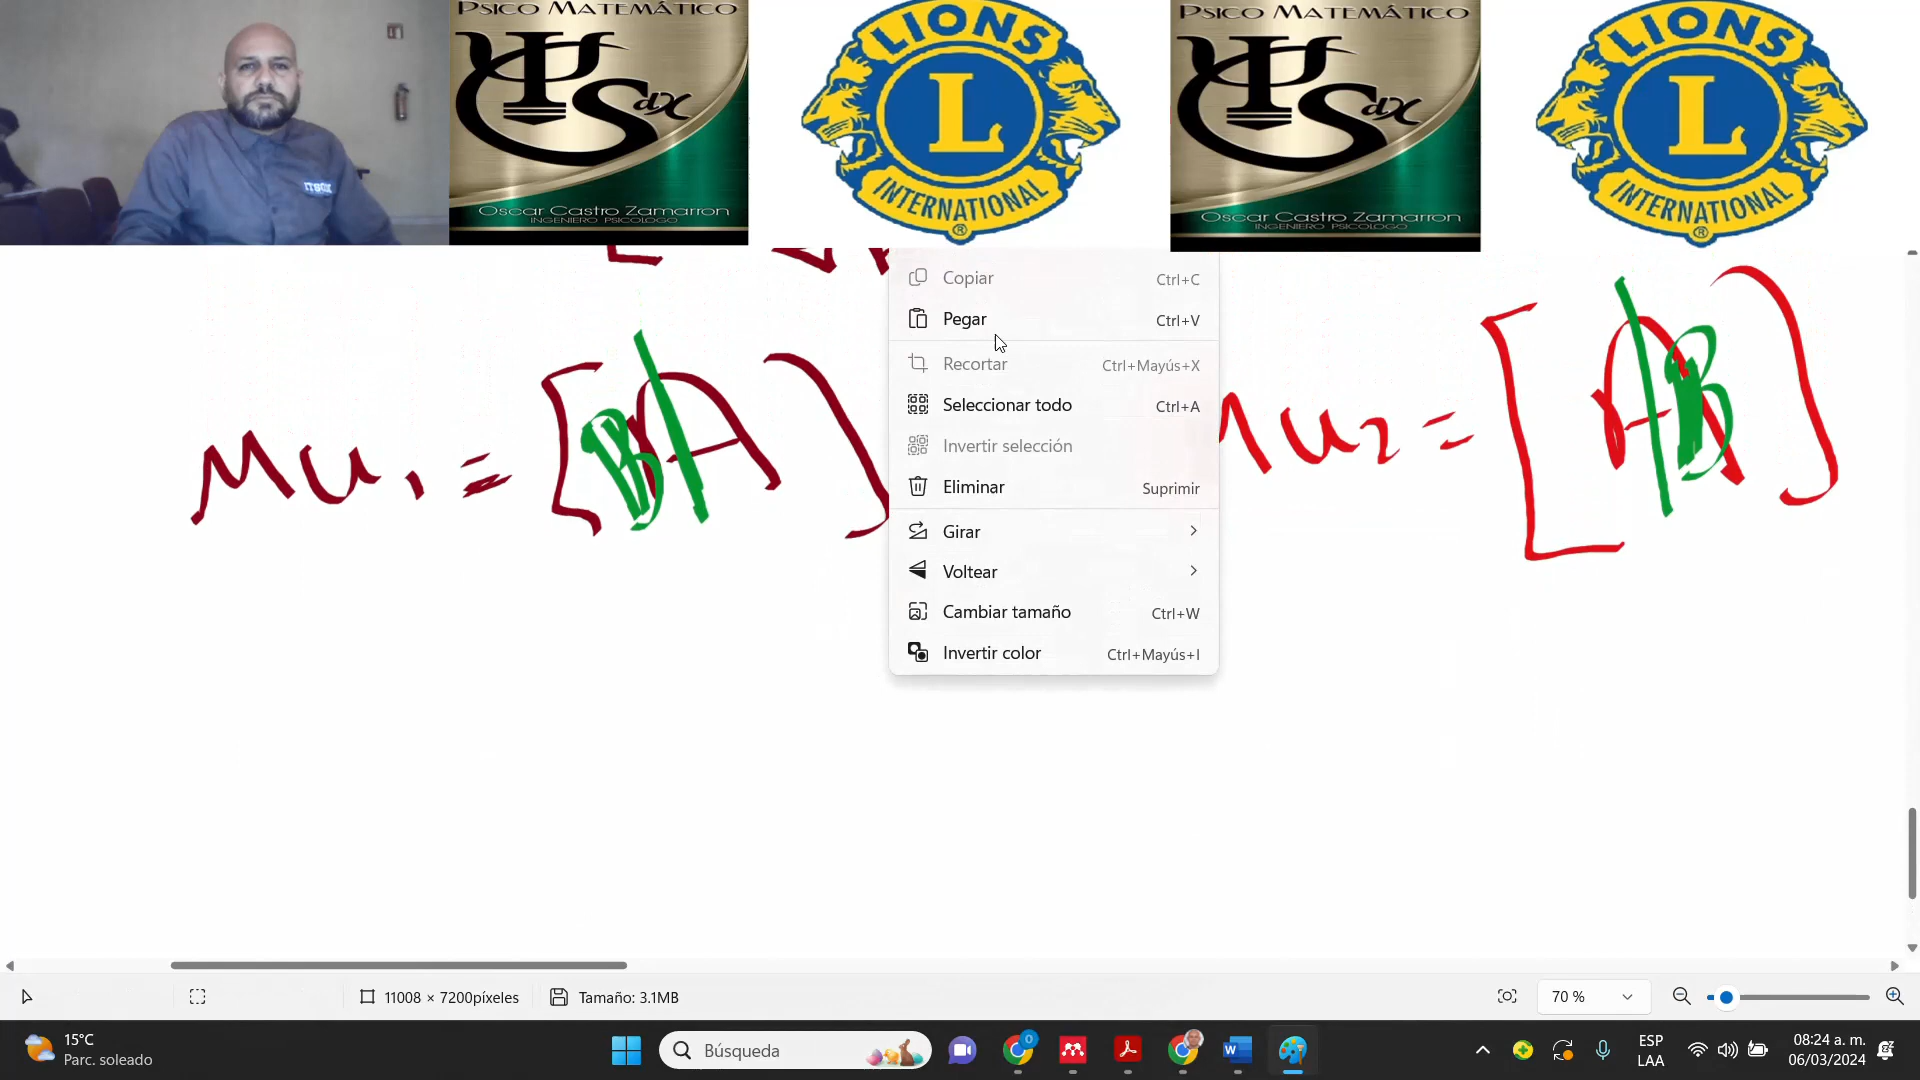 PSICO MATEMÁTICO
dx
Oscar Castro Zamarron
INGENIERO PSICOLOGO
LIONS
L
INTERNATIONAL
®
PSICO MATEMÁTICO
dx
Oscar Castro Zamarron
INGENIERO PSICOLOGO
LIONS
L
INTERNATIONAL
®
Copiar Ctrl+C
Pegar Ctrl+V
Recortar Ctrl+Mayús+X
Seleccionar todo Ctrl+A
Invertir selección
Eliminar Suprimir
Girar
Voltear
Cambiar tamaño Ctrl+W
Invertir color Ctrl+Mayús+I
Mu₁ = [B|A]
Mu₂ = [A|B]
11008 × 7200píxeles
Tamaño: 3.1MB
70 %
15°C
Parc. soleado
Búsqueda
ESP
LAA
08:24 a. m.
06/03/2024